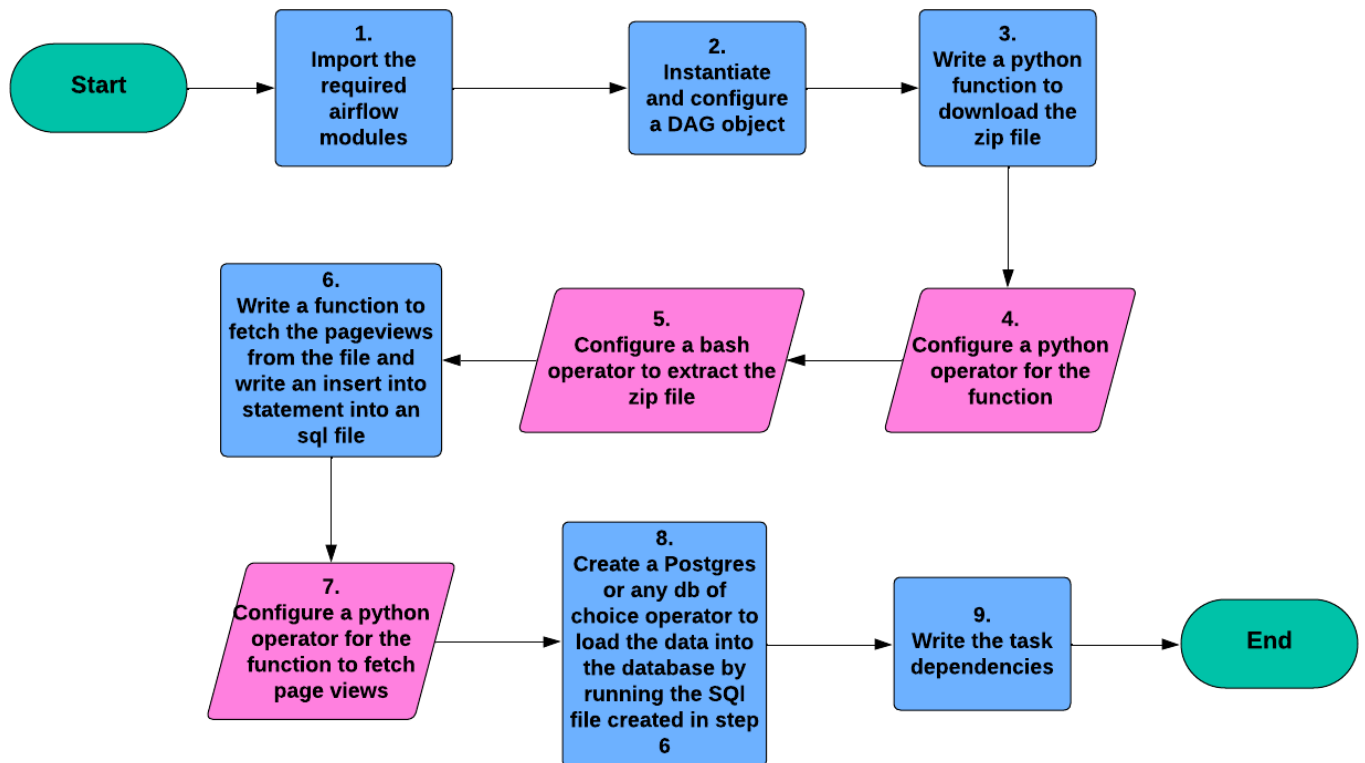 Start
1.
Import the
required
airflow
modules
2.
Instantiate
and configure
a DAG object
3.
Write a python
function to
download the
zip file
4.
Configure a python
operator for the
function
5.
Configure a bash
operator to extract the
zip file
6.
Write a function to
fetch the pageviews
from the file and
write an insert into
statement into an
sql file
7.
Configure a python
operator for the
function to fetch
page views
8.
Create a Postgres
or any db of
choice operator to
load the data into
the database by
running the SQl
file created in step
6
9.
Write the task
dependencies
End